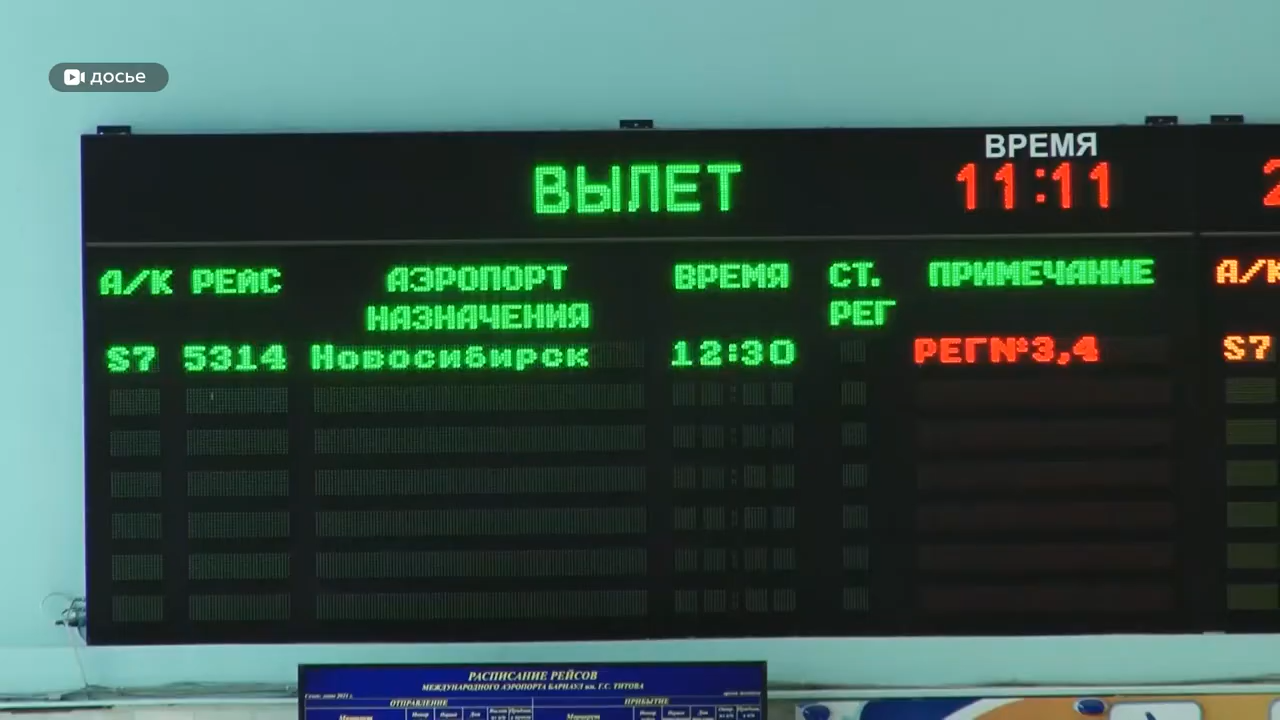 досье
ВРЕМЯ
ВЫЛЕТ 11:11
А/К РЕЙС АЭРОПОРТ НАЗНАЧЕНИЯ ВРЕМЯ СТ. РЕГ ПРИМЕЧАНИЕ А/К
S7 5314 Новосибирск 12:30 РЕГ№3,4 S7
РАСПИСАНИЕ РЕЙСОВ
МЕЖДУНАРОДНОГО АЭРОПОРТА БАРНАУЛ им. Г.С. ТИТОВА
ОТПРАВЛЕНИЕ ПРИБЫТИЕ